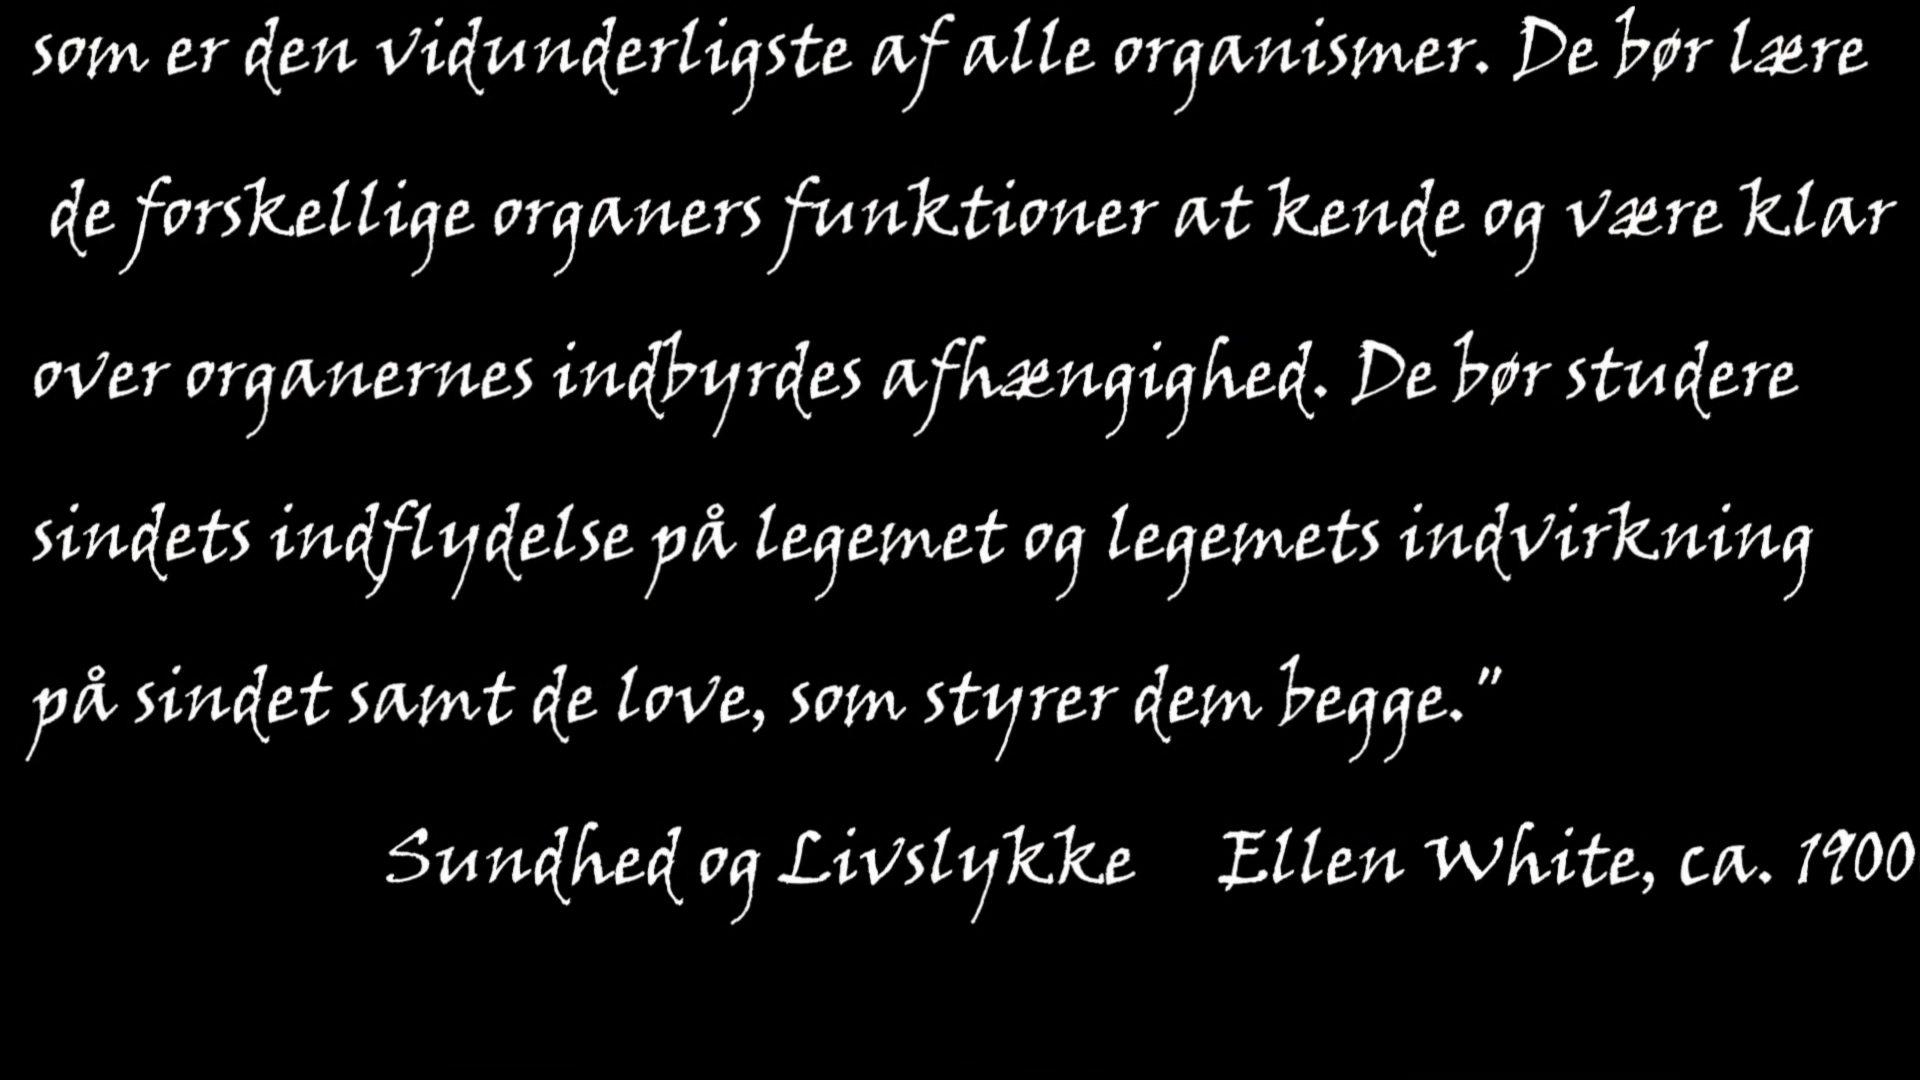 som er den vidunderligste af alle organismer. De bør lære
de forskellige organers funktioner at kende og være klar
over organernes indbyrdes afhængighed. De bør studere
sindets indflydelse på legemet og legemets indvirkning
på sindet samt de love, som styrer dem begge."
Sundhed og Livslykke Ellen White, ca. 1900